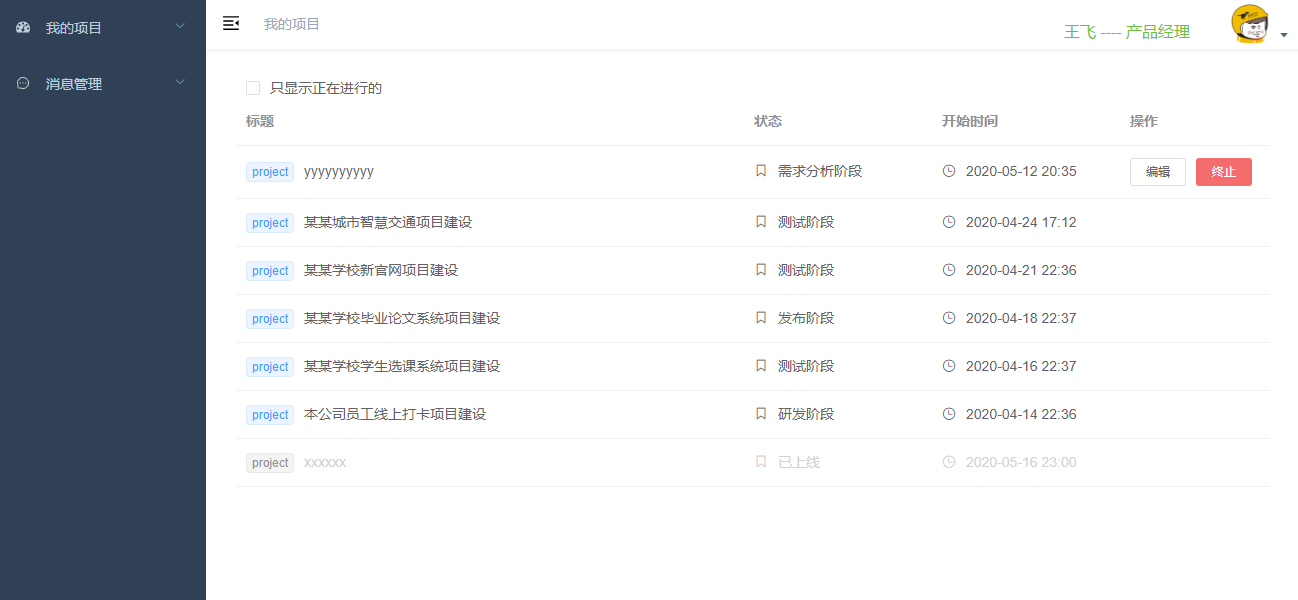 我的项目
消息管理
我的项目
王飞 ---- 产品经理
只显示正在进行的
标题 状态 开始时间 操作
project yyyyyyyyyy 需求分析阶段 2020-05-12 20:35 编辑 终止
project 某某城市智慧交通项目建设 测试阶段 2020-04-24 17:12
project 某某学校新官网项目建设 测试阶段 2020-04-21 22:36
project 某某学校毕业论文系统项目建设 发布阶段 2020-04-18 22:37
project 某某学校学生选课系统项目建设 测试阶段 2020-04-16 22:37
project 本公司员工线上打卡项目建设 研发阶段 2020-04-14 22:36
project xxxxxx 已上线 2020-05-16 23:00